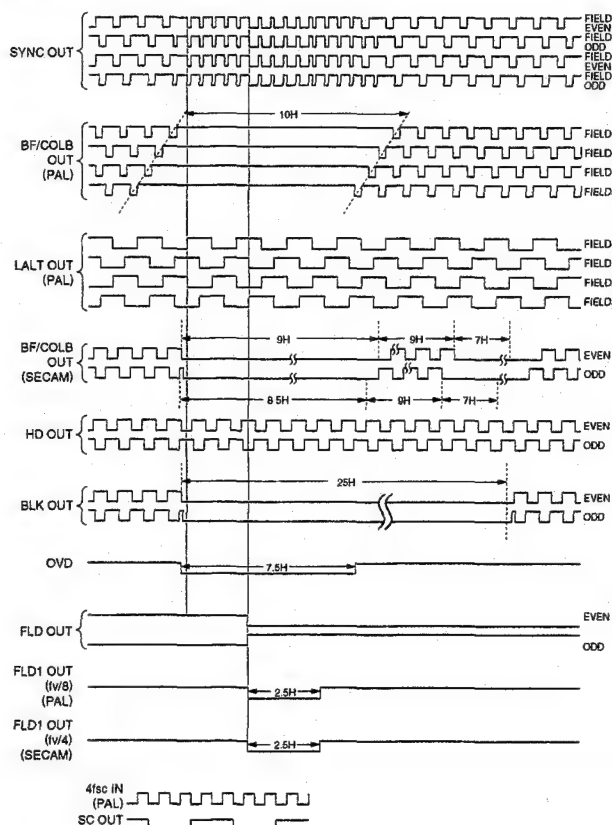 FIELD
EVEN
FIELD
ODD
FIELD
EVEN
FIELD
ODD
SYNC OUT
10H
BF/COLB
OUT
(PAL)
FIELD
FIELD
FIELD
FIELD
LALT OUT
(PAL)
FIELD
FIELD
FIELD
FIELD
9H
9H
7H
BF/COLB
OUT
(SECAM)
EVEN
ODD
8.5H
9H
7H
HD OUT
EVEN
ODD
25H
BLK OUT
EVEN
ODD
OVD
7.5H
FLD OUT
EVEN
ODD
FLD1 OUT
(fv/8)
(PAL)
2.5H
FLD1 OUT
(fv/4)
(SECAM)
2.5H
4fsc IN
(PAL)
SC OUT